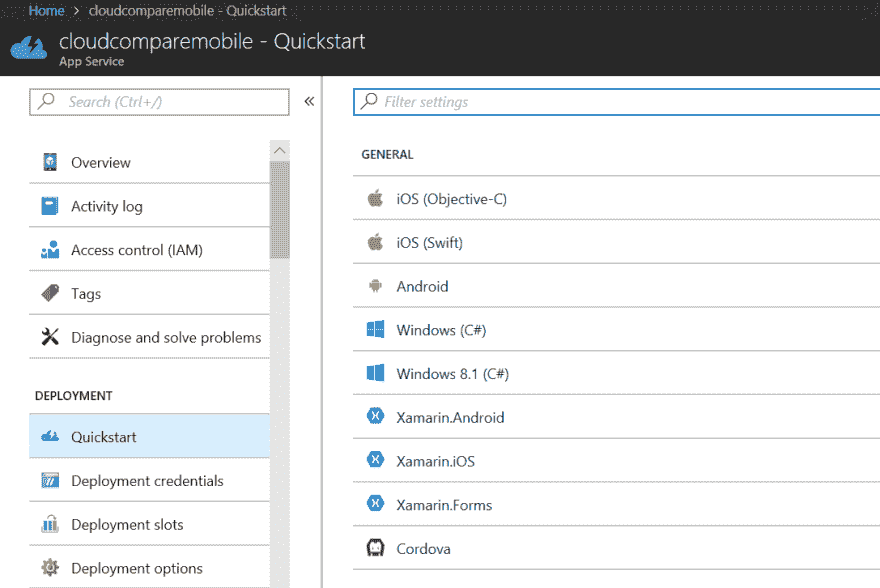 Home > cloudcomparemobile - Quickstart
cloudcomparemobile - Quickstart
App Service
Search (Ctrl+/)
«
Overview
Activity log
Access control (IAM)
Tags
Diagnose and solve problems
DEPLOYMENT
Quickstart
Deployment credentials
Deployment slots
Deployment options
Filter settings
GENERAL
iOS (Objective-C)
iOS (Swift)
Android
Windows (C#)
Windows 8.1 (C#)
Xamarin.Android
Xamarin.iOS
Xamarin.Forms
Cordova